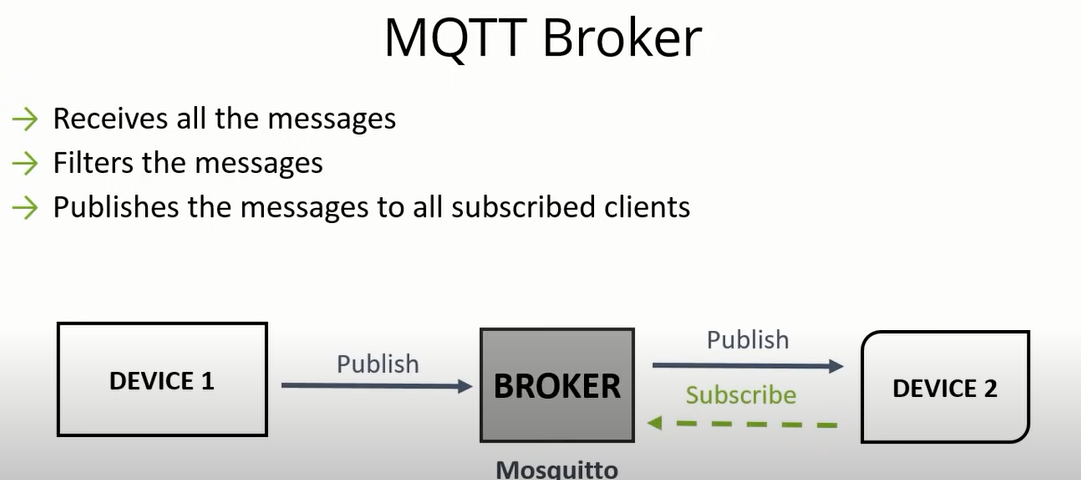 MQTT Broker
→ Receives all the messages
→ Filters the messages
→ Publishes the messages to all subscribed clients
DEVICE 1
Publish
BROKER
Publish
Subscribe
DEVICE 2
Mosquitto